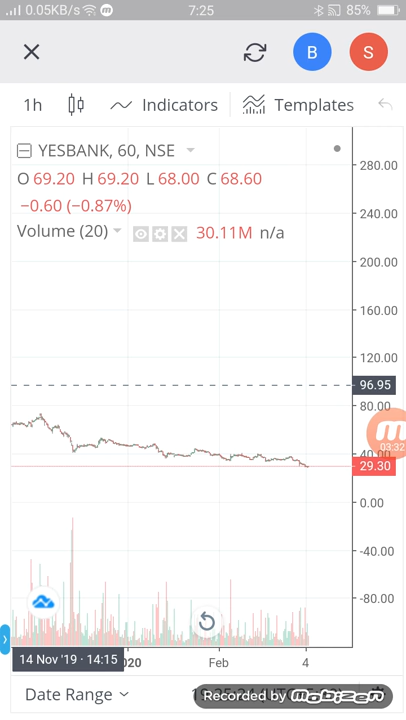 0.05KB/s 7:25 85%
B S
1h Indicators Templates
YESBANK, 60, NSE
O 69.20 H 69.20 L 68.00 C 68.60
−0.60 (−0.87%)
Volume (20) 30.11M n/a
280.00
240.00
200.00
160.00
120.00
96.95
80.00
03:32
40.00
29.30
0.00
-40.00
-80.00
14 Nov '19 · 14:15 Feb 4
Date Range
Recorded by mobizen